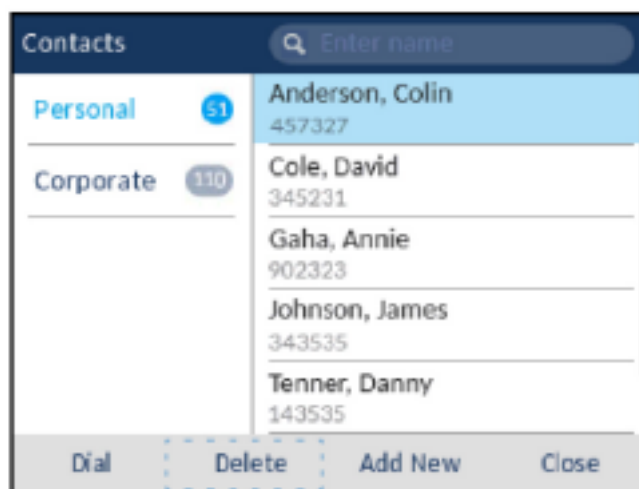 Contacts
Enter name
Personal 51
Corporate 110
Anderson, Colin
457327
Cole, David
345231
Gaha, Annie
902323
Johnson, James
343535
Tenner, Danny
143535
Dial Delete Add New Close